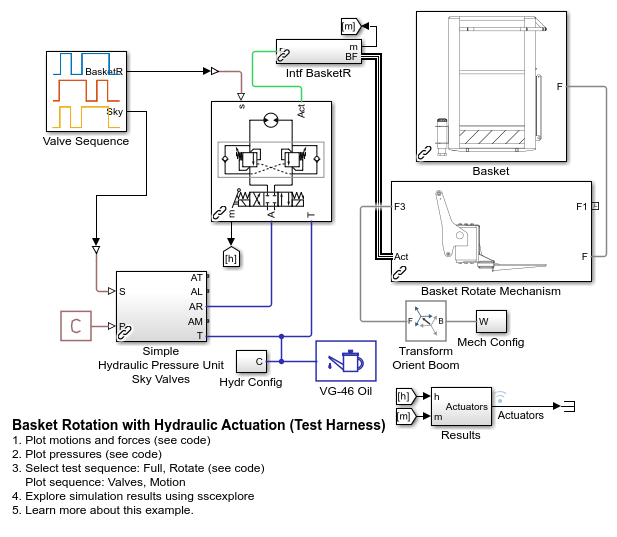 [m]
m
BF
Intf BasketR
BasketR
Sky
Valve Sequence
s
Act
m
A
T
[h]
F
Basket
F3
F1
Act
F
Basket Rotate Mechanism
S
P
AT
AL
AR
AM
T
C
Simple
Hydraulic Pressure Unit
Sky Valves
C
Hydr Config
VG-46 Oil
F
B
Transform
Orient Boom
W
Mech Config
[h]
[m]
h
m
Actuators
Results
Actuators
Basket Rotation with Hydraulic Actuation (Test Harness)
1. Plot motions and forces (see code)
2. Plot pressures (see code)
3. Select test sequence: Full, Rotate (see code)
Plot sequence: Valves, Motion
4. Explore simulation results using sscexplore
5. Learn more about this example.